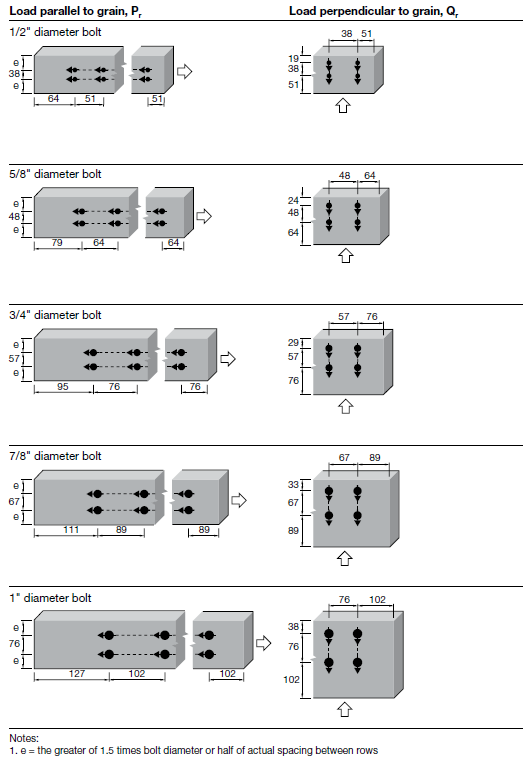 Load parallel to grain, Pr
Load perpendicular to grain, Qr
1/2" diameter bolt
e
38
e
64
51
51
38
51
19
38
51
5/8" diameter bolt
e
48
e
79
64
64
48
64
24
48
64
3/4" diameter bolt
e
57
e
95
76
76
57
76
29
57
76
7/8" diameter bolt
e
67
e
111
89
89
67
89
33
67
89
1" diameter bolt
e
76
e
127
102
102
76
102
38
76
102
Notes:
1. e = the greater of 1.5 times bolt diameter or half of actual spacing between rows